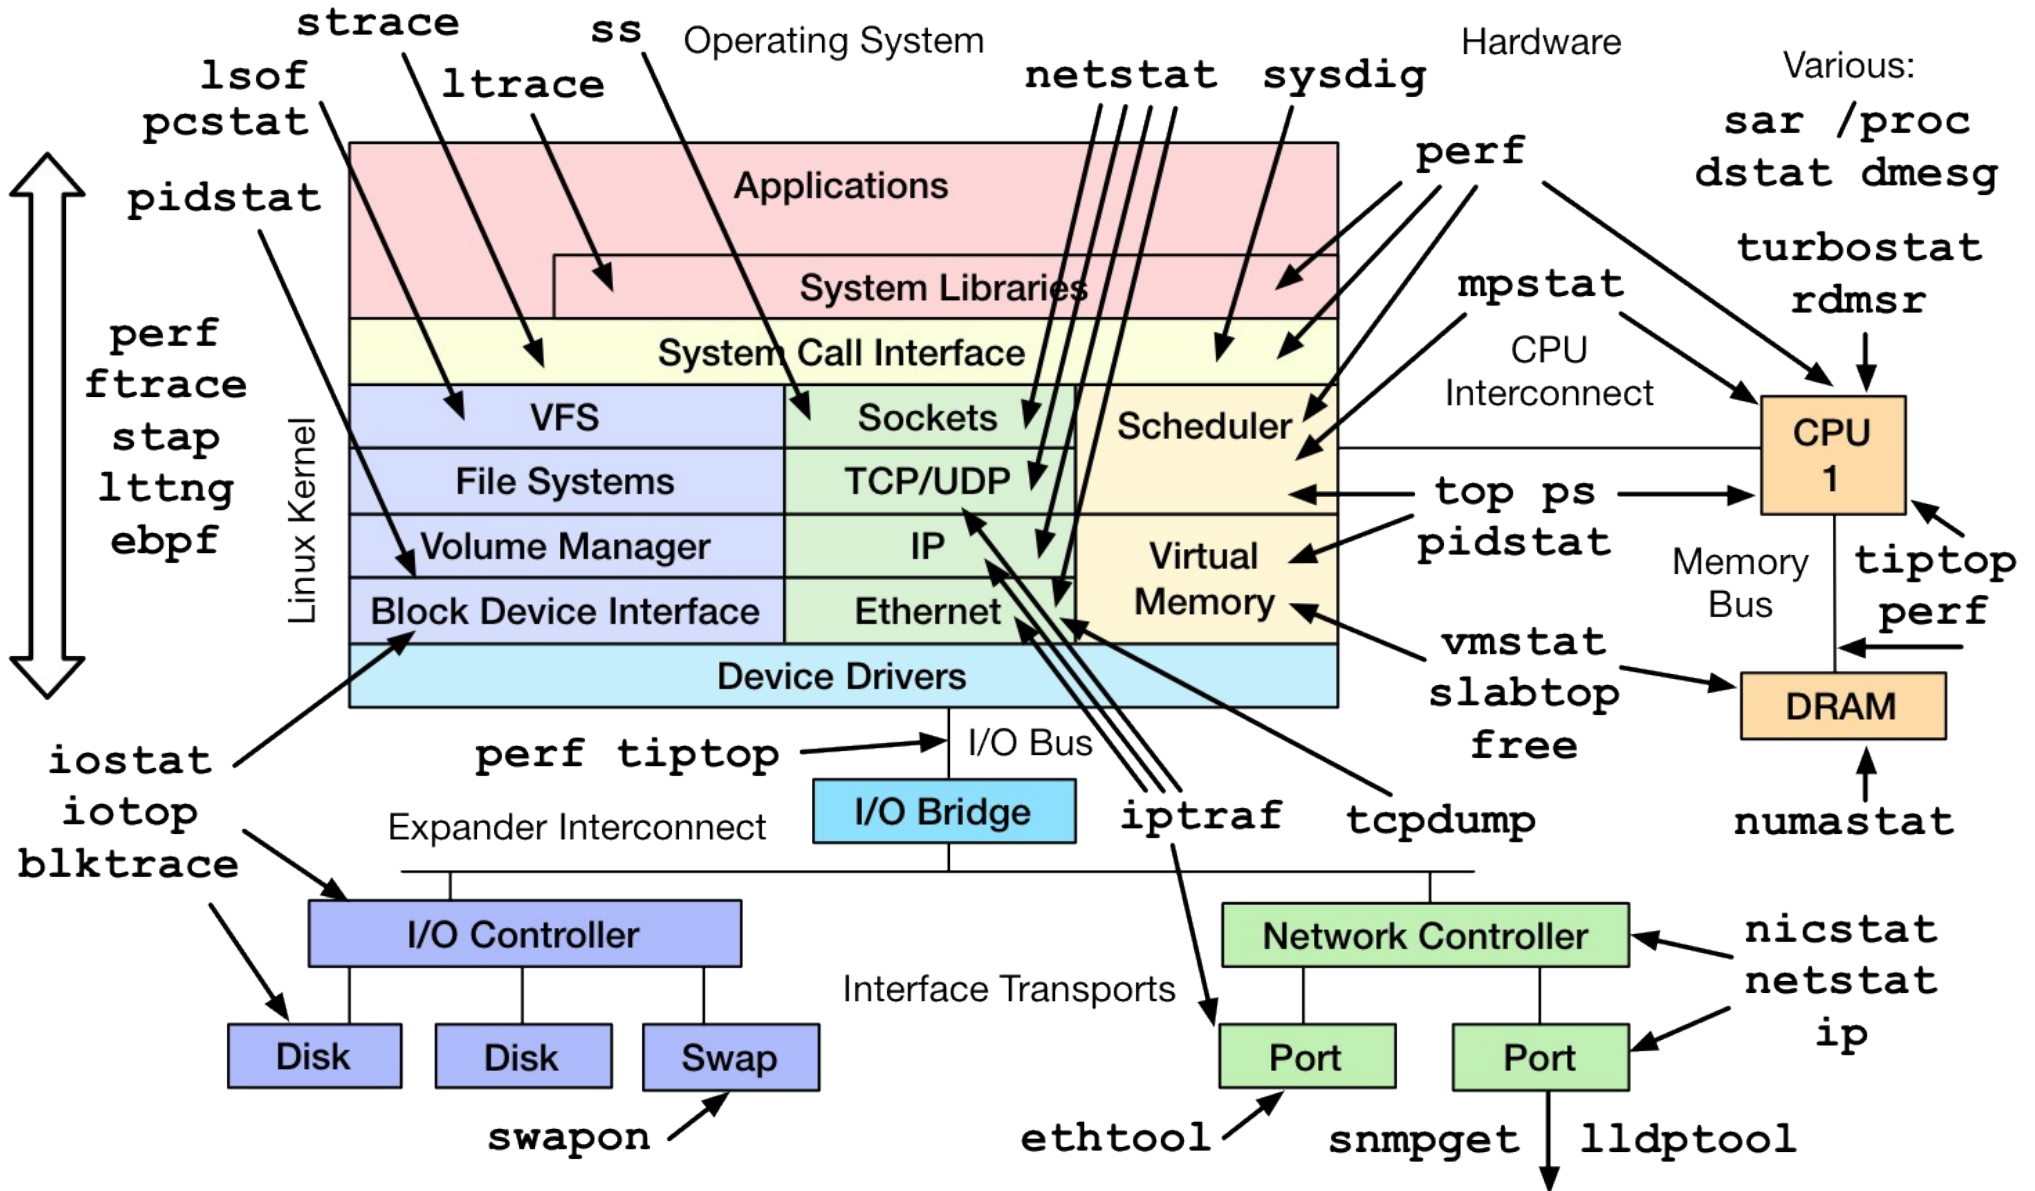 strace
ss
Operating System
Hardware
lsof
ltrace
netstat
sysdig
Various:
pcstat
sar /proc
perf
dstat dmesg
pidstat
Applications
turbostat
rdmsr
System Libraries
mpstat
perf
ftrace
stap
lttng
ebpf
Linux Kernel
System Call Interface
CPU
Interconnect
VFS
Sockets
Scheduler
CPU
1
File Systems
TCP/UDP
top ps
pidstat
Volume Manager
IP
Virtual
Memory
Memory
Bus
tiptop
perf
Block Device Interface
Ethernet
vmstat
slabtop
free
Device Drivers
DRAM
iostat
iotop
blktrace
perf tiptop
I/O Bus
I/O Bridge
iptraf
tcpdump
numastat
Expander Interconnect
I/O Controller
Network Controller
nicstat
netstat
ip
Interface Transports
Disk
Disk
Swap
Port
Port
swapon
ethtool
snmpget
lldptool